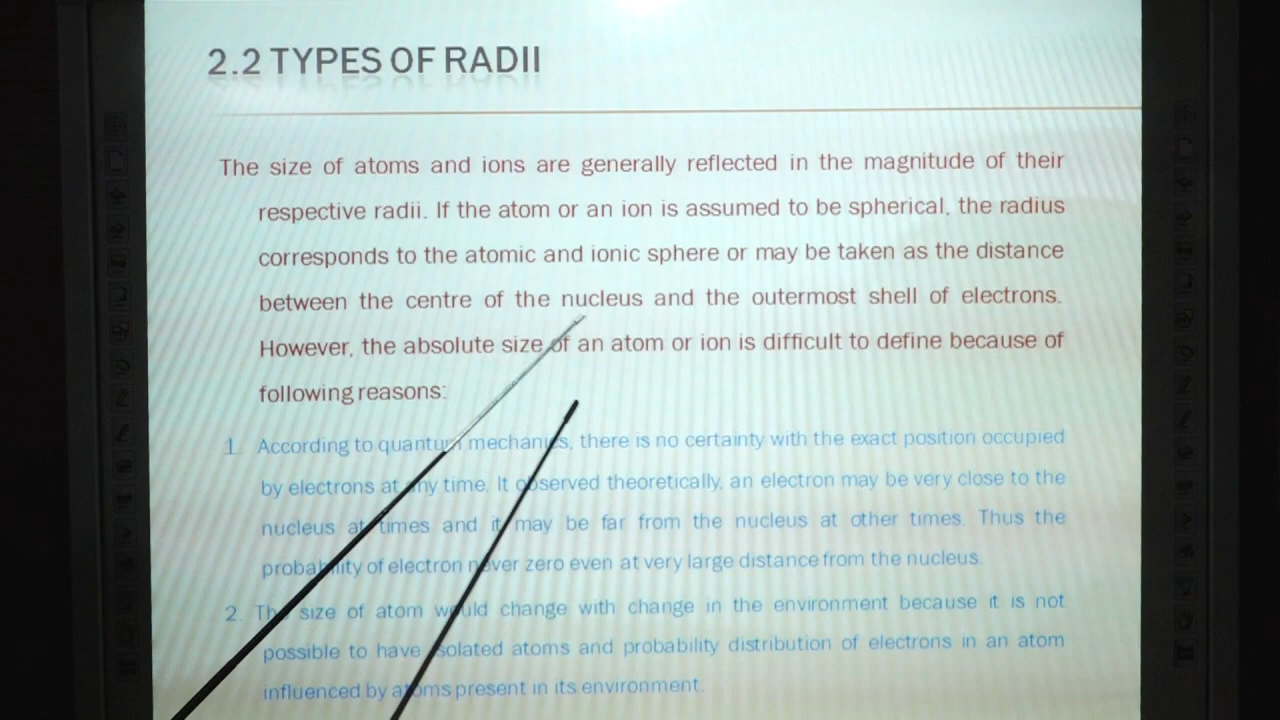 2.2 TYPES OF RADII
The size of atoms and ions are generally reflected in the magnitude of their
respective radii. If the atom or an ion is assumed to be spherical, the radius
corresponds to the atomic and ionic sphere or may be taken as the distance
between the centre of the nucleus and the outermost shell of electrons.
However, the absolute size of an atom or ion is difficult to define because of
following reasons:
1. According to quantum mechanics, there is no certainty with the exact position occupied
by electrons at any time. It observed theoretically, an electron may be very close to the
nucleus at times and it may be far from the nucleus at other times. Thus the
probability of electron never zero even at very large distance from the nucleus.
2. The size of atom would change with change in the environment because it is not
possible to have isolated atoms and probability distribution of electrons in an atom
influenced by atoms present in its environment.